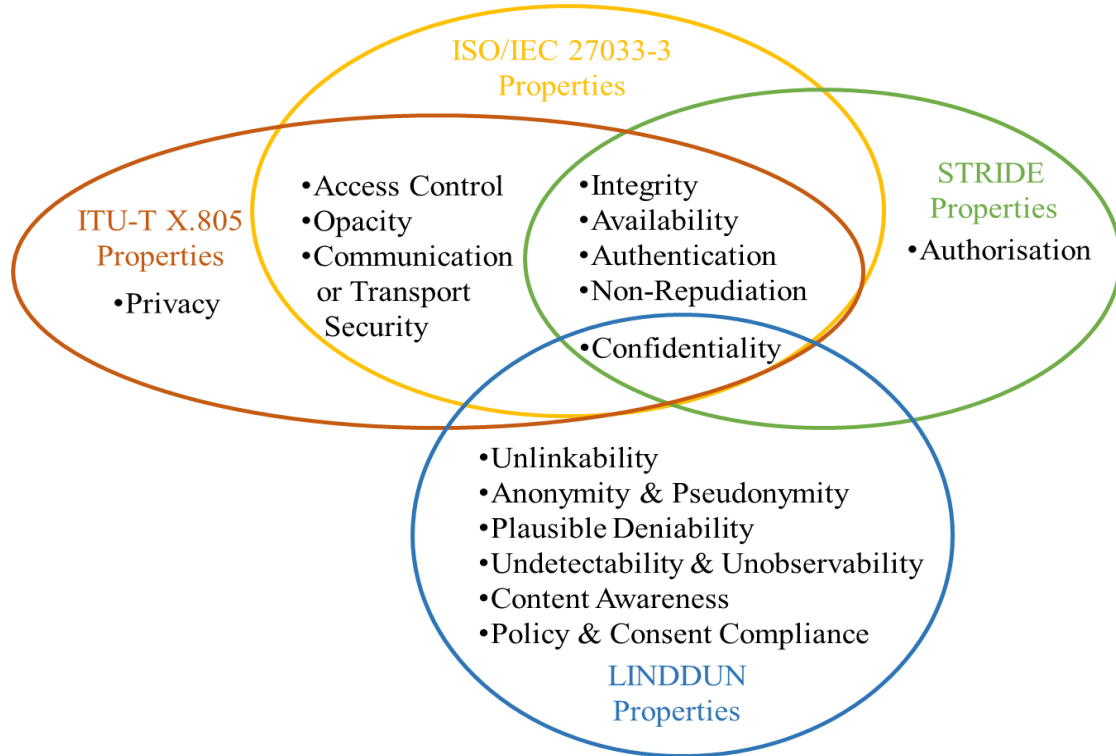 ISO/IEC 27033-3
Properties
STRIDE
Properties
•Authorisation
ITU-T X.805
Properties
•Privacy
•Access Control
•Opacity
•Communication
or Transport
Security
•Integrity
•Availability
•Authentication
•Non-Repudiation
•Confidentiality
•Unlinkability
•Anonymity & Pseudonymity
•Plausible Deniability
•Undetectability & Unobservability
•Content Awareness
•Policy & Consent Compliance
LINDDUN
Properties